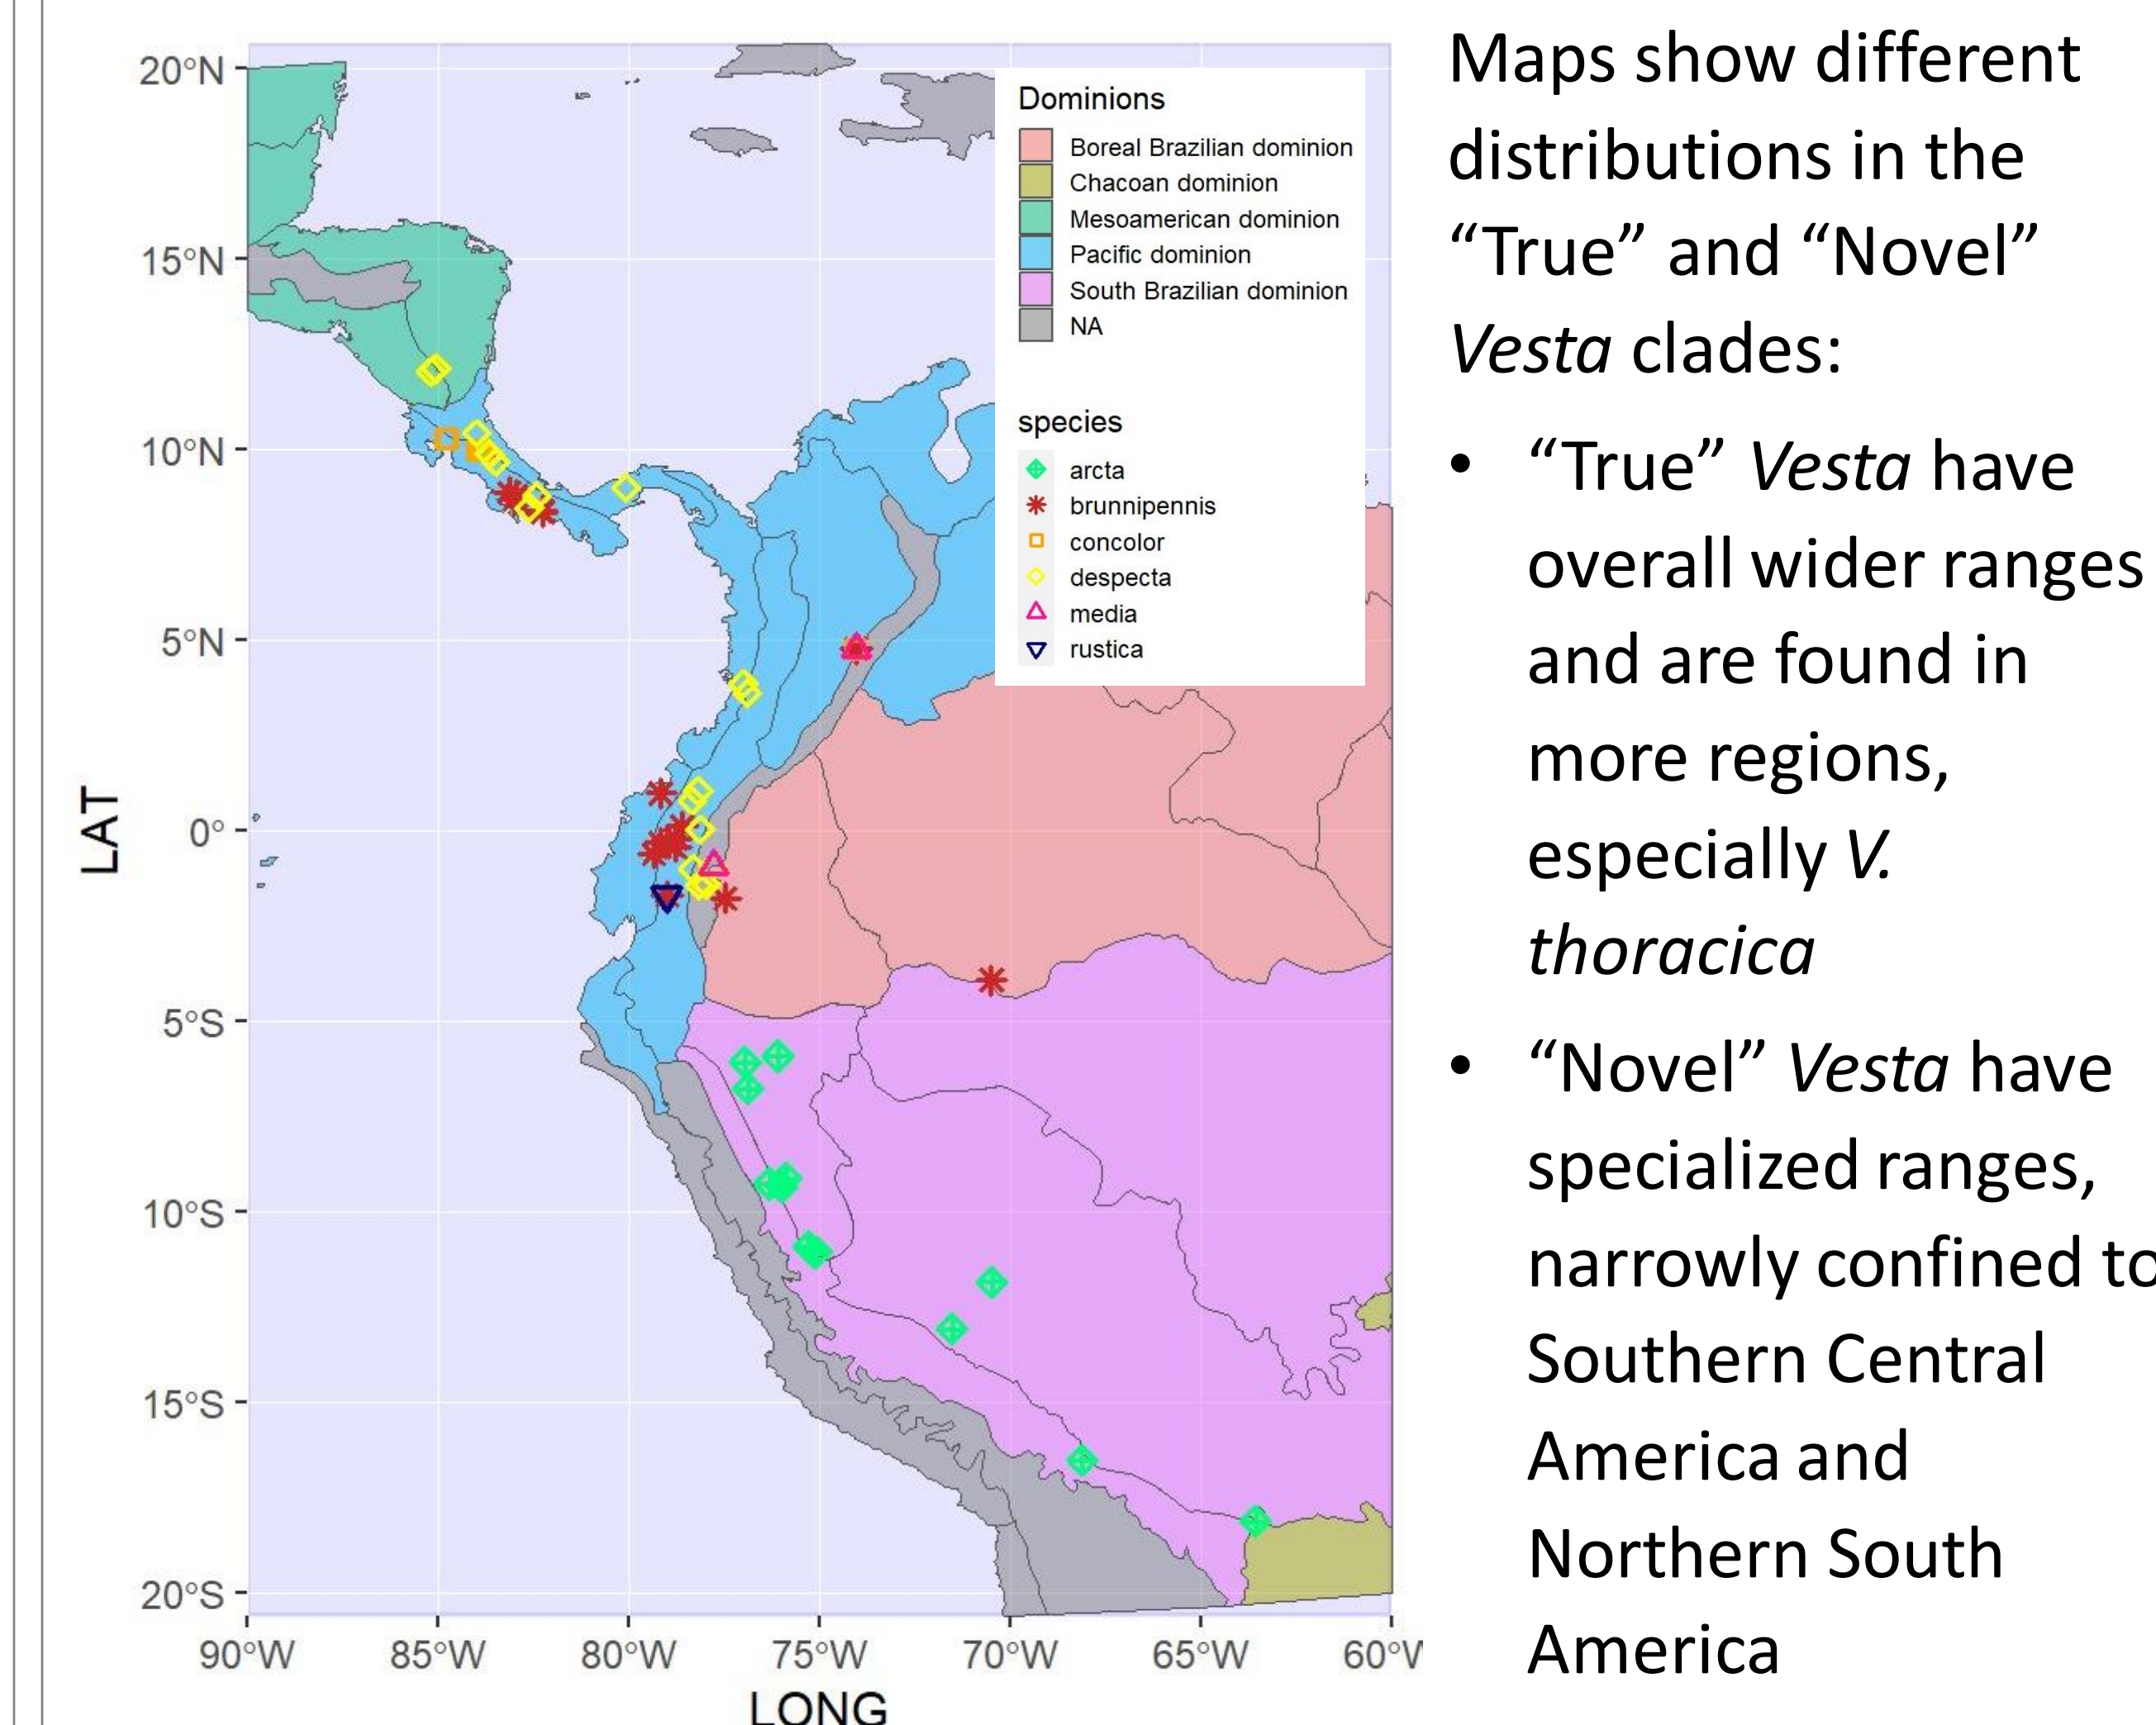 20°N
15°N
10°N
5°N
0°
5°S
10°S
15°S
20°S
LAT
90°W
85°W
80°W
75°W
70°W
65°W
60°W
LONG
Dominions
Boreal Brazilian dominion
Chacoan dominion
Mesoamerican dominion
Pacific dominion
South Brazilian dominion
NA
species
arcta
brunnipennis
concolor
despecta
media
rustica
Maps show different
distributions in the
“True” and “Novel”
Vesta clades:
• “True” Vesta have
overall wider ranges
and are found in
more regions,
especially V.
thoracica
• “Novel” Vesta have
specialized ranges,
narrowly confined to
Southern Central
America and
Northern South
America